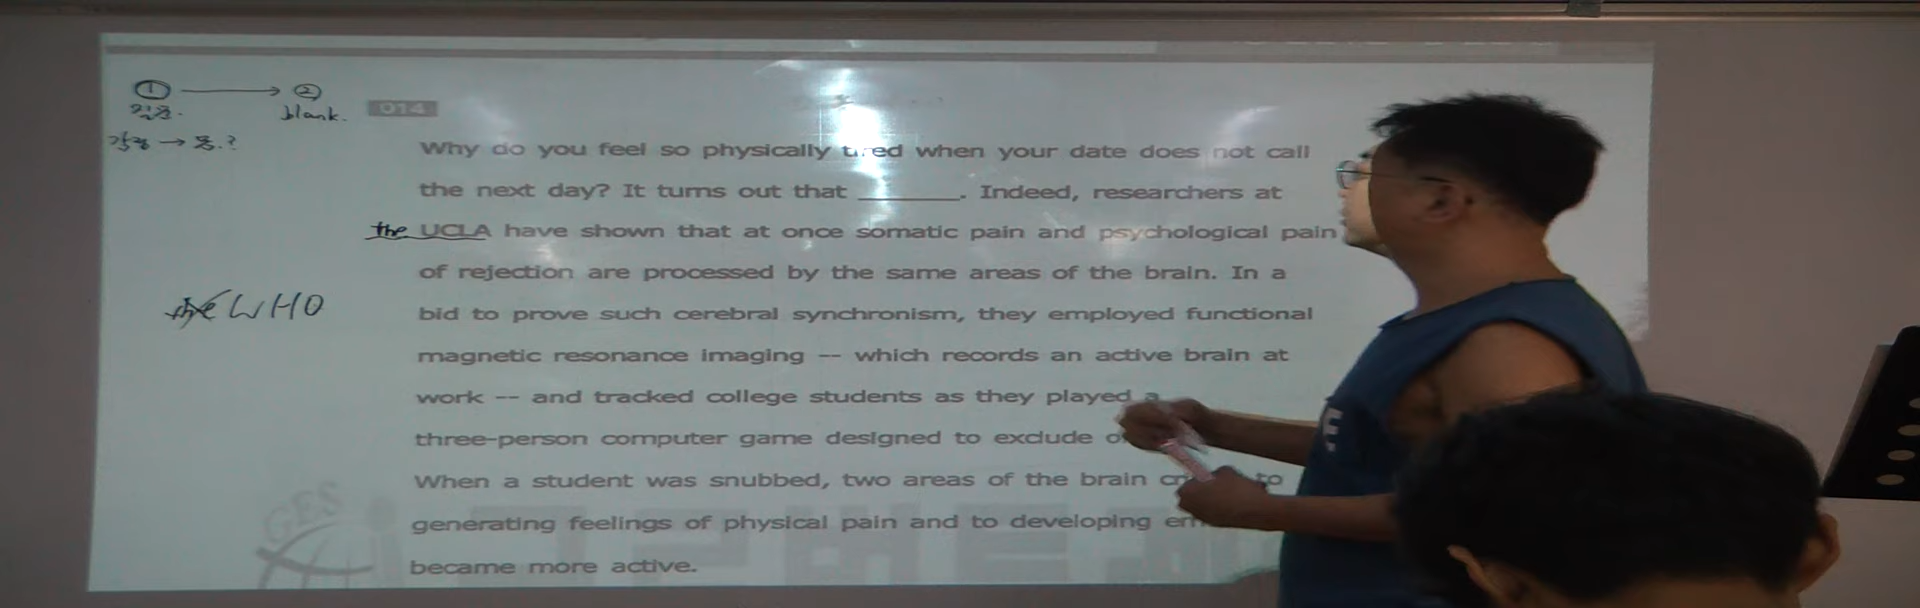 ① → ②
blank.
014
Why do you feel so physically tired when your date does not call
the next day? It turns out that ______. Indeed, researchers at
the UCLA have shown that at once somatic pain and psychological pain
of rejection are processed by the same areas of the brain. In a
the WHO
bid to prove such cerebral synchronism, they employed functional
magnetic resonance imaging -- which records an active brain at
work -- and tracked college students as they played a
three-person computer game designed to exclude
When a student was snubbed, two areas of the brain to
generating feelings of physical pain and to developing
became more active.
GES